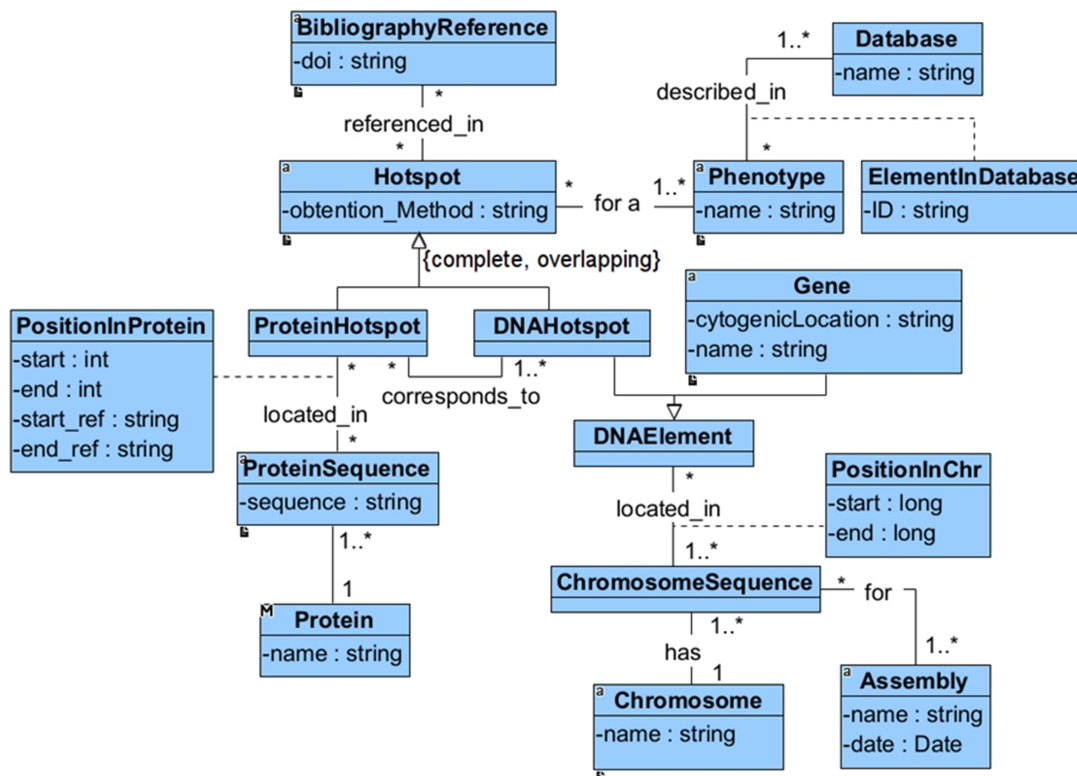 BibliographyReference
-doi : string
*
referenced_in
*
Hotspot
-obtention_Method : string
*
for a
1..*
Database
-name : string
1..*
described_in
*
Phenotype
-name : string
ElementInDatabase
-ID : string
{complete, overlapping}
PositionInProtein
-start : int
-end : int
-start_ref : string
-end_ref : string
ProteinHotspot
DNAHotspot
*
1..*
corresponds_to
Gene
-cytogenicLocation : string
-name : string
*
located_in
*
ProteinSequence
-sequence : string
1..*
1
Protein
-name : string
DNAElement
*
located_in
1..*
PositionInChr
-start : long
-end : long
ChromosomeSequence
*
for
1..*
1..*
has
1
Chromosome
-name : string
Assembly
-name : string
-date : Date
a
a
a
a
a
M
a
a